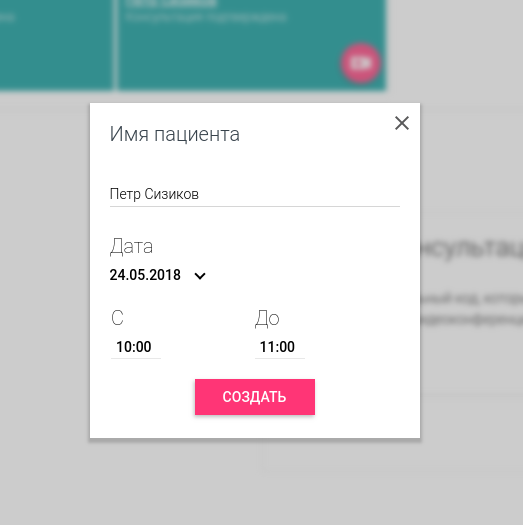 Имя пациента
Петр Сизиков
Дата
24.05.2018
С До
10:00 11:00
СОЗДАТЬ